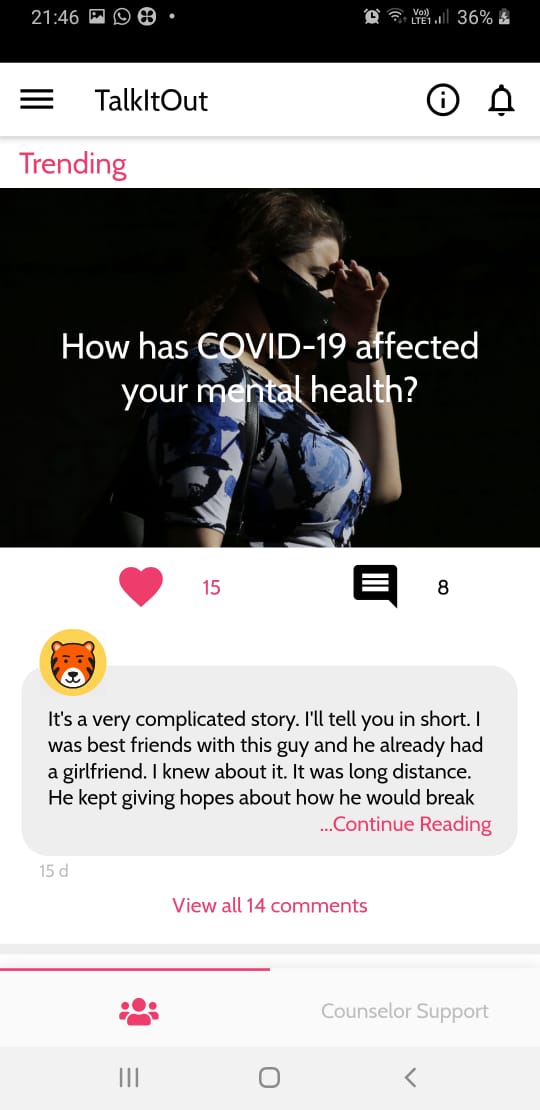 21:46
Vo)) LTE1 36%
TalkItOut
Trending
How has COVID-19 affected
your mental health?
15
8
It's a very complicated story. I'll tell you in short. I
was best friends with this guy and he already had
a girlfriend. I knew about it. It was long distance.
He kept giving hopes about how he would break
...Continue Reading
15 d
View all 14 comments
Counselor Support